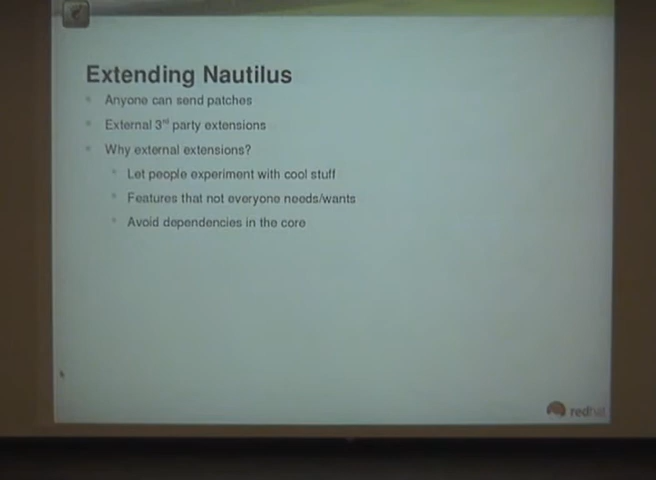 Extending Nautilus
Anyone can send patches
External 3rd party extensions
Why external extensions?
Let people experiment with cool stuff
Features that not everyone needs/wants
Avoid dependencies in the core
redhat